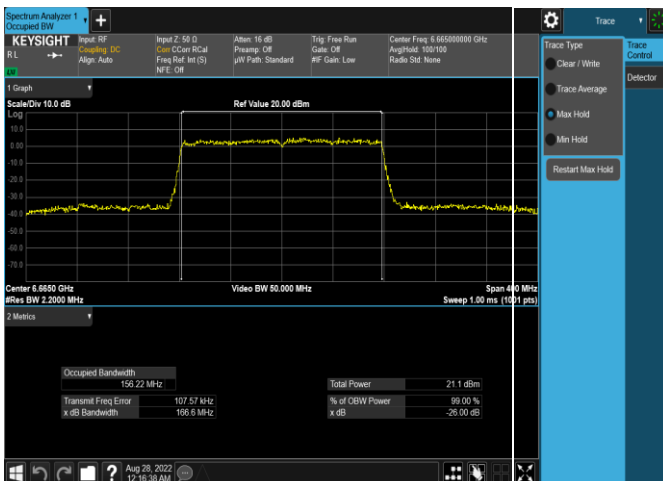 Spectrum Analyzer 1
Occupied BW
KEYSIGHT
R L
Input: RF
Coupling: DC
Align: Auto
Input Z: 50 Ω
Corr CCorr RCal
Freq Ref: Int (S)
NFE: Off
Atten: 16 dB
Preamp: Off
µW Path: Standard
Trig: Free Run
Gate: Off
#IF Gain: Low
Center Freq: 6.665000000 GHz
Avg|Hold: 100/100
Radio Std: None
1 Graph
Scale/Div 10.0 dB
Ref Value 20.00 dBm
Log
10.0
0.00
-10.0
-20.0
-30.0
-40.0
-50.0
-60.0
-70.0
Center 6.6650 GHz
#Res BW 2.2000 MHz
Video BW 50.000 MHz
Span 400 MHz
Sweep 1.00 ms (1001 pts)
2 Metrics
Occupied Bandwidth
156.22 MHz
Transmit Freq Error 107.57 kHz
x dB Bandwidth 166.6 MHz
Total Power 21.1 dBm
% of OBW Power 99.00 %
x dB -26.00 dB
Aug 28, 2022
12:16:38 AM
Trace
Trace Type
Clear / Write
Trace Average
Max Hold
Min Hold
Restart Max Hold
Trace
Control
Detector